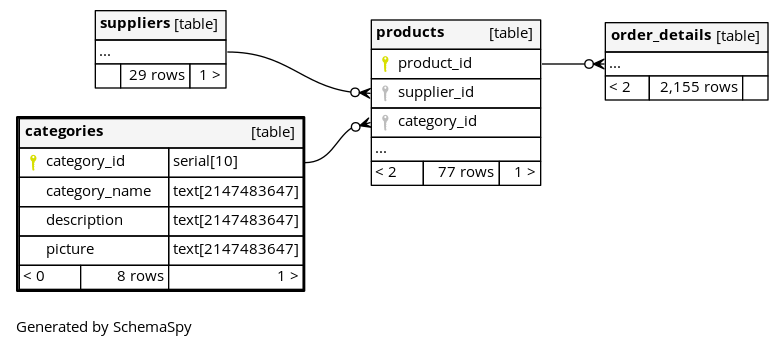 suppliers [table]
...
29 rows 1 >
products [table]
product_id
supplier_id
category_id
...
< 2 77 rows 1 >
order_details [table]
...
< 2 2,155 rows
categories [table]
category_id serial[10]
category_name text[2147483647]
description text[2147483647]
picture text[2147483647]
< 0 8 rows 1 >
Generated by SchemaSpy